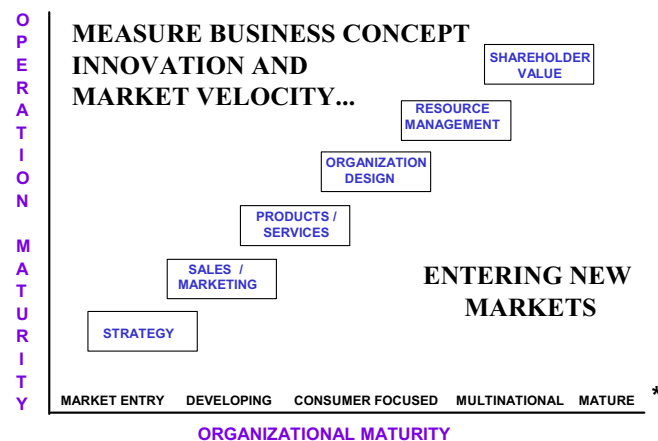 MEASURE BUSINESS CONCEPT
INNOVATION AND
MARKET VELOCITY...
OPERATION MATURITY
SHAREHOLDER
VALUE
RESOURCE
MANAGEMENT
ORGANIZATION
DESIGN
PRODUCTS /
SERVICES
SALES /
MARKETING
STRATEGY
ENTERING NEW
MARKETS
MARKET ENTRY DEVELOPING CONSUMER FOCUSED MULTINATIONAL MATURE *
ORGANIZATIONAL MATURITY